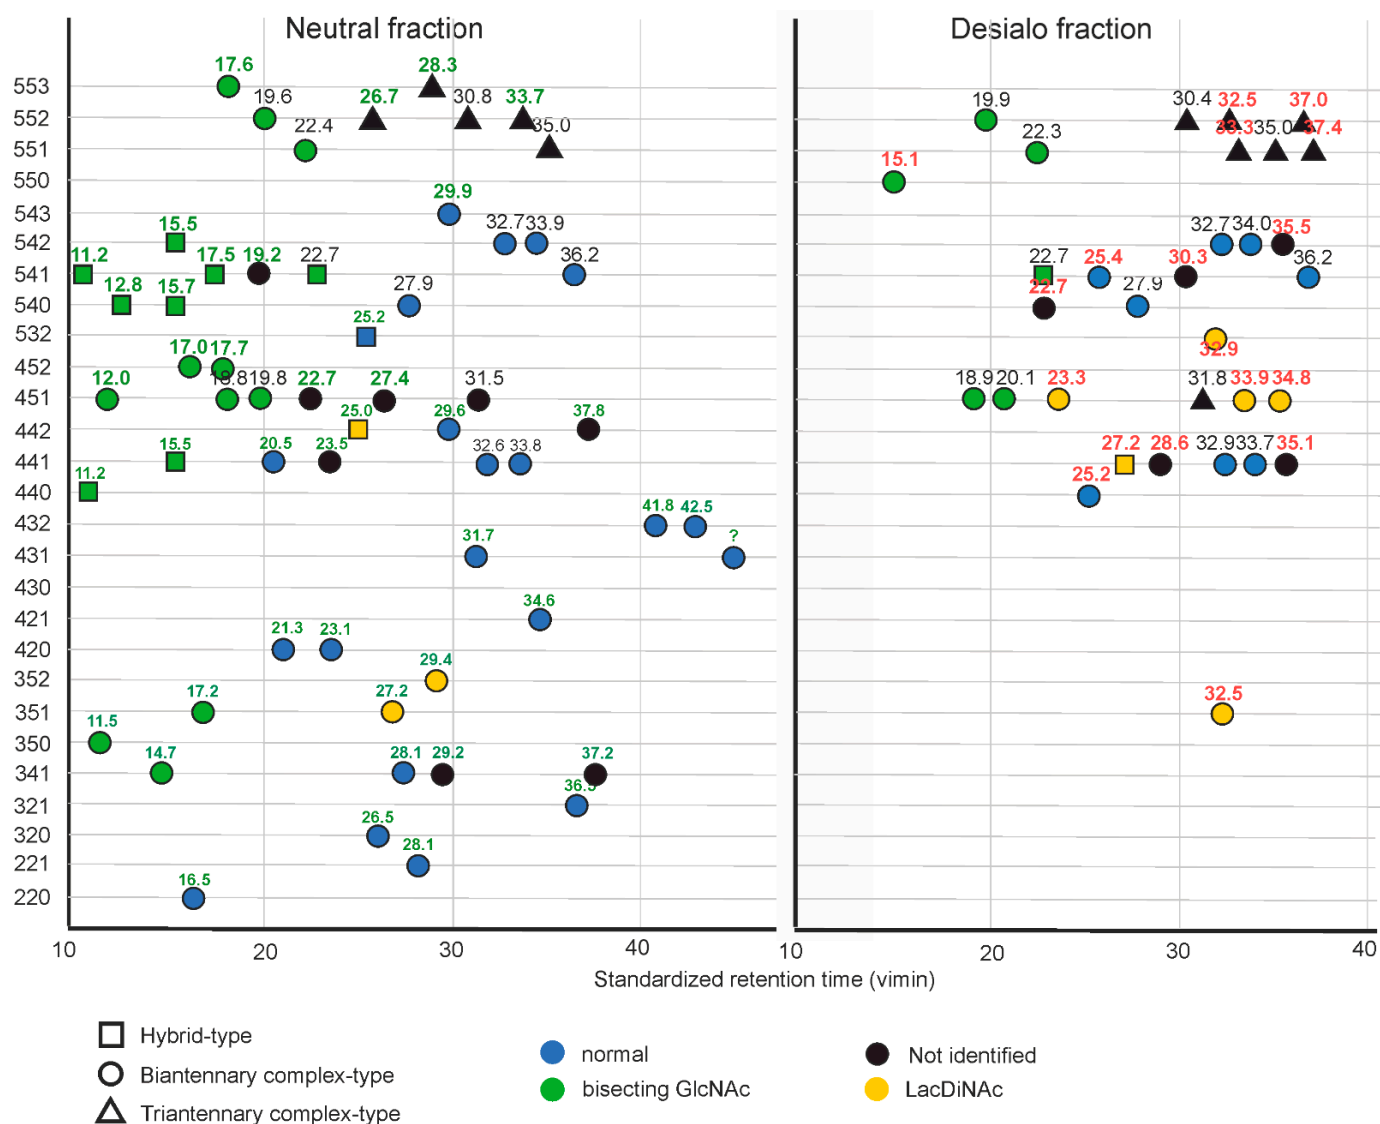 Neutral fraction Desialo fraction
553 17.6 28.3
552 19.6 26.7 30.8 33.7 19.9 30.4 32.5 37.0
551 22.4 35.0 22.3 33.3 35.0 37.4
550 15.1
543 29.9
542 15.5 32.7 33.9 32.7 34.0 35.5
541 11.2 17.5 19.2 22.7 36.2 22.7 25.4 30.3 36.2
540 12.8 15.7 27.9 22.7 27.9
532 25.2 32.9
452 17.0 17.7
451 12.0 18.8 19.8 22.7 27.4 31.5 18.9 20.1 23.3 31.8 33.9 34.8
442 25.0 29.6 37.8
441 15.5 20.5 23.5 32.6 33.8 27.2 28.6 32.9 33.7 35.1
440 11.2 25.2
432 41.8 42.5
431 31.7 ?
430
421 34.6
420 21.3 23.1
352 29.4
351 17.2 27.2 32.5
350 11.5
341 14.7 28.1 29.2 37.2
321 36.5
320 26.5
221 28.1
220 16.5
10 20 30 40 10 20 30 40
Standardized retention time (vimin)
Hybrid-type
Biantennary complex-type
Triantennary complex-type
normal
bisecting GlcNAc
Not identified
LacDiNAc